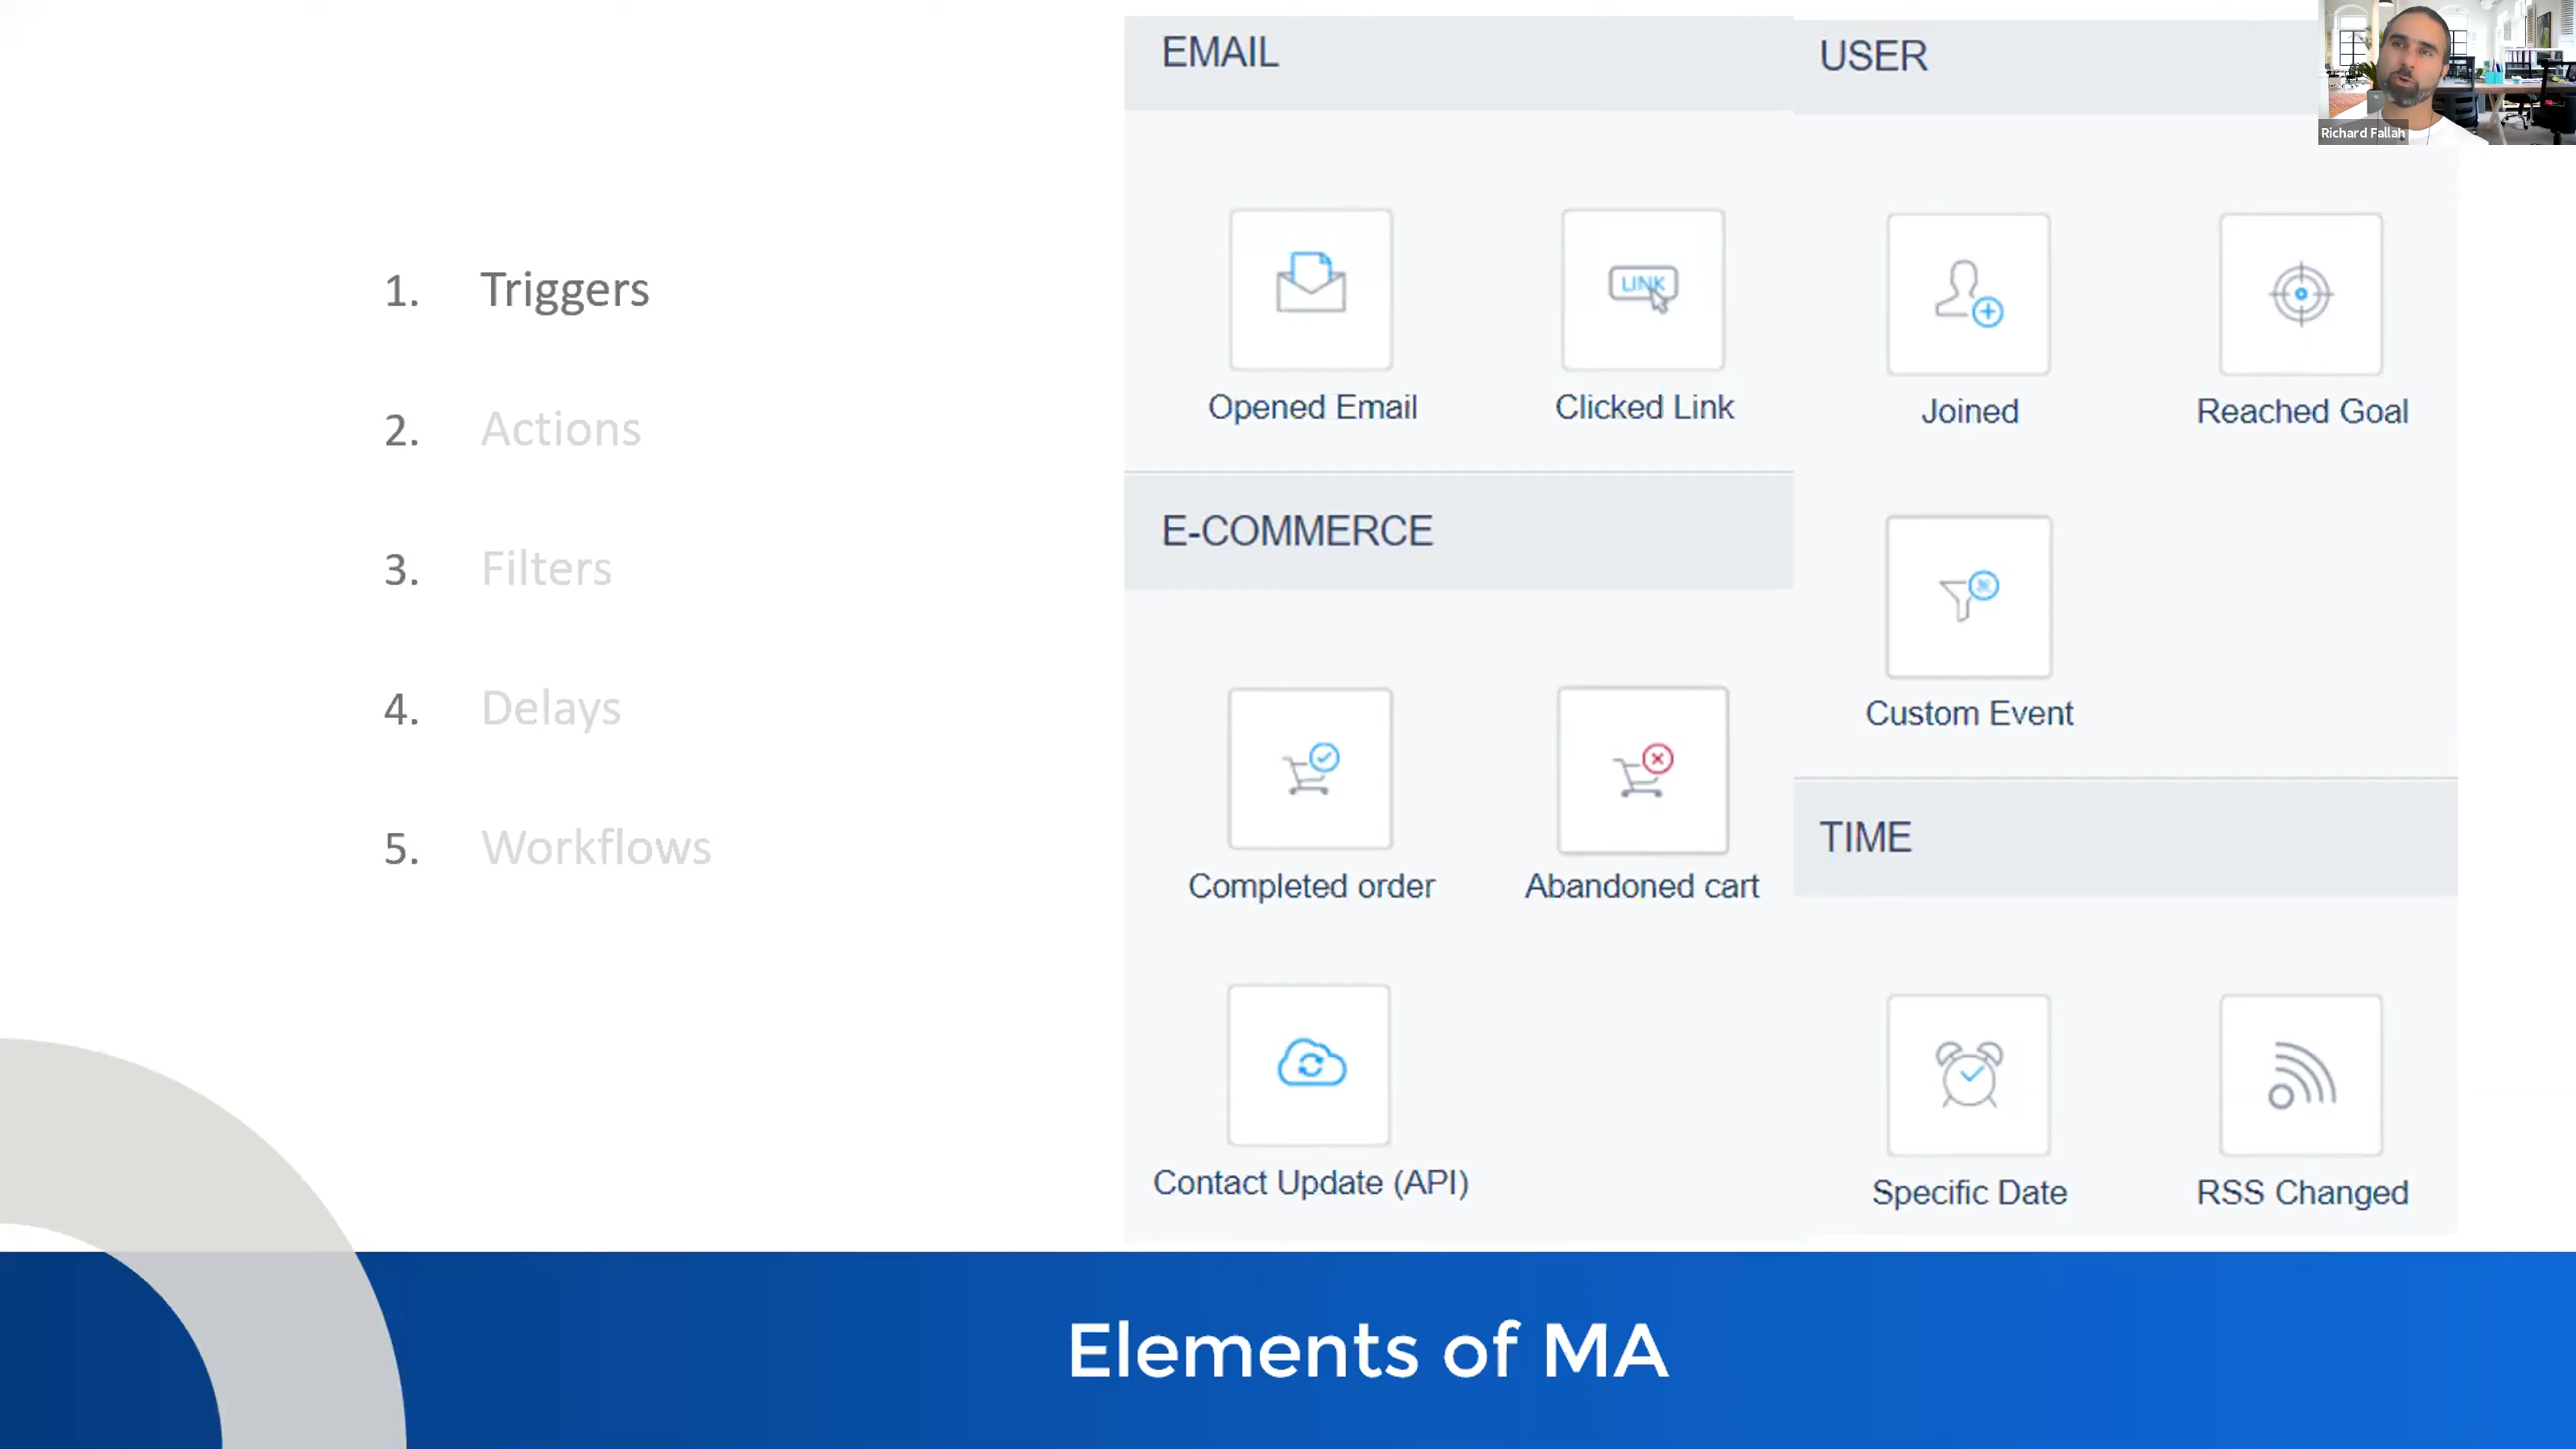 1. Triggers
2. Actions
3. Filters
4. Delays
5. Workflows
EMAIL
LINK
Opened Email Clicked Link
E-COMMERCE
Completed order Abandoned cart
Contact Update (API)
USER
Joined Reached Goal
Custom Event
TIME
Specific Date RSS Changed
Richard Fallah
Elements of MA